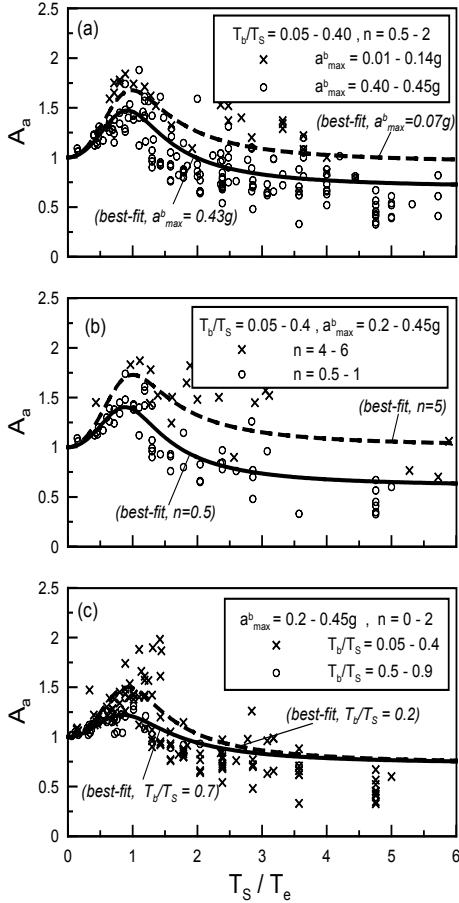 (a)
T_b/T_S = 0.05 - 0.40, n = 0.5 - 2
× a^b_max = 0.01 - 0.14g
o a^b_max = 0.40 - 0.45g
(best-fit, a^b_max=0.07g)
(best-fit, a^b_max = 0.43g)
A_a
2.5
2
1.5
1
0.5
0
(b)
T_b/T_S = 0.05 - 0.4 , a^b_max = 0.2 - 0.45g
× n = 4 - 6
o n = 0.5 - 1
(best-fit, n=5)
(best-fit, n=0.5)
A_a
2.5
2
1.5
1
0.5
0
(c)
a^b_max = 0.2 - 0.45g , n = 0 - 2
× T_b/T_S = 0.05 - 0.4
o T_b/T_S = 0.5 - 0.9
(best-fit, T_b/T_S = 0.2)
(best-fit, T_b/T_S = 0.7)
A_a
2.5
2
1.5
1
0.5
0
0 1 2 3 4 5 6
T_S / T_e